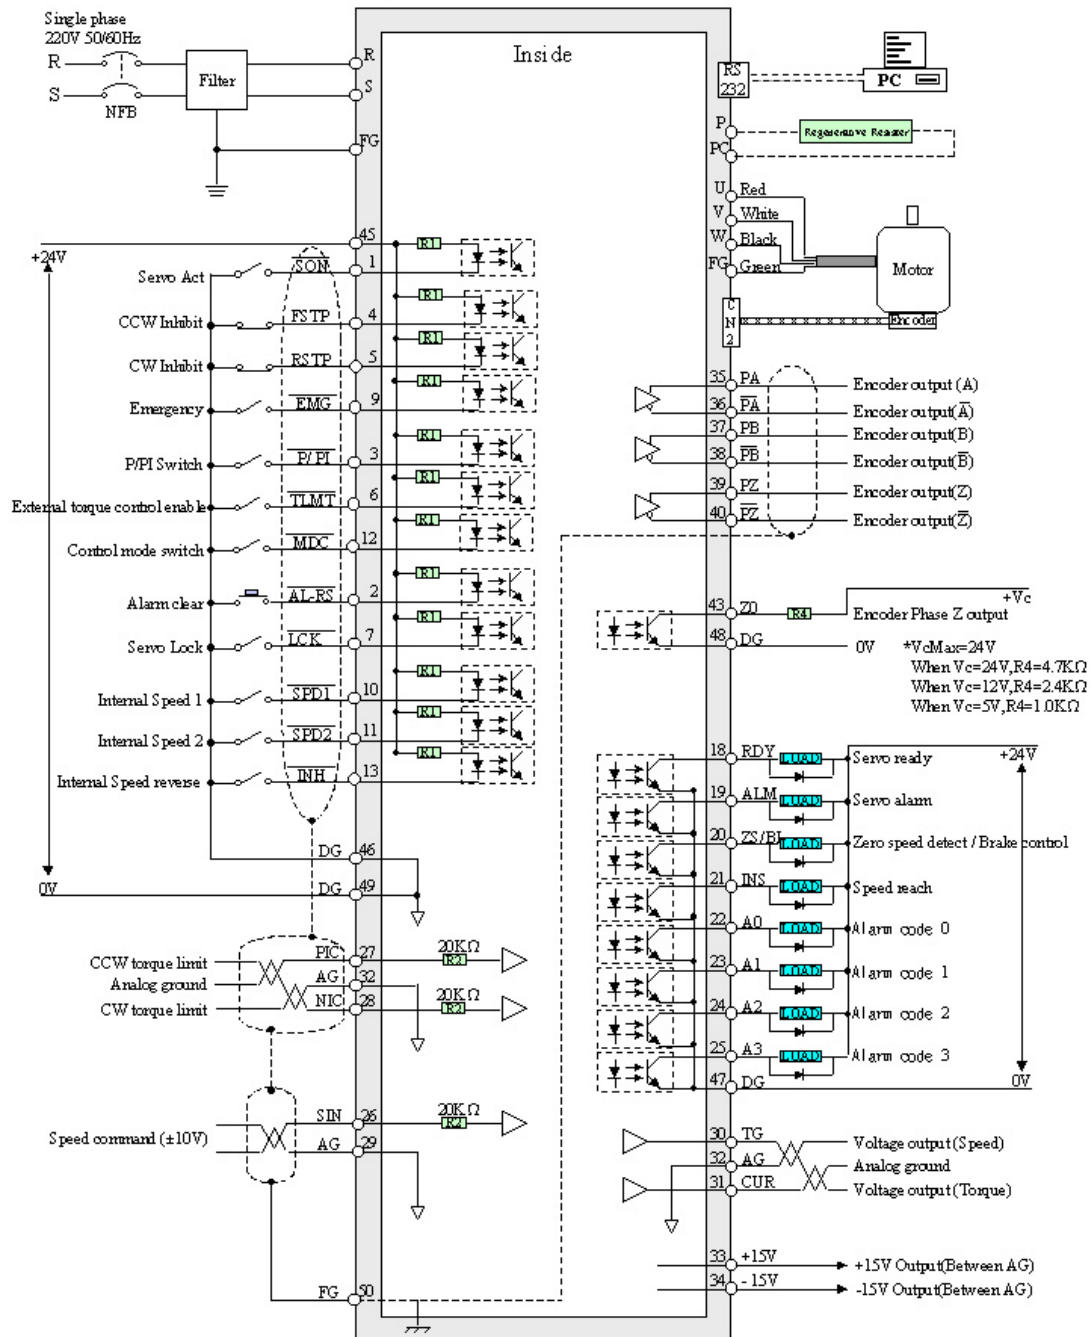 Single phase
220V 50/60Hz
R
S
NFB
Filter
R
S
FG
Inside
RS
232
PC
P
PC
Regenerative Resister
U Red
V White
W Black
FG Green
Motor
Encoder
C
N
2
+24V
45
Servo Act SON 1
CCW Inhibit FSTP 4
CW Inhibit RSTP 5
Emergency EMG 9
P/PI Switch P/PI 3
External torque control enable TLMT 6
Control mode switch MDC 12
Alarm clear AL-RS 2
Servo Lock LCK 7
Internal Speed 1 SPD1 10
Internal Speed 2 SPD2 11
Internal Speed reverse INH 13
R1
R1
R1
R1
R1
R1
R1
R1
R1
R1
R1
R1
DG 46
0V DG 49
CCW torque limit PIC 27 20KΩ R2
Analog ground AG 32
CW torque limit NIC 28 20KΩ R2
Speed command (±10V) SIN 26 20KΩ R2
AG 29
FG 50
35 PA Encoder output (A)
36 P̅A̅ Encoder output(A̅)
37 PB Encoder output(B)
38 P̅B̅ Encoder output(B̅)
39 PZ Encoder output(Z)
40 P̅Z̅ Encoder output(Z̅)
43 Z0 R4 +Vc
Encoder Phase Z output
48 DG 0V *VcMax=24V
When Vc=24V,R4=4.7KΩ
When Vc=12V,R4=2.4KΩ
When Vc=5V,R4=1.0KΩ
18 RDY LOAD Servo ready +24V
19 ALM LOAD Servo alarm
20 ZS/BI LOAD Zero speed detect / Brake control
21 INS LOAD Speed reach
22 A0 LOAD Alarm code 0
23 A1 LOAD Alarm code 1
24 A2 LOAD Alarm code 2
25 A3 LOAD Alarm code 3
47 DG 0V
30 TG Voltage output (Speed)
32 AG Analog ground
31 CUR Voltage output (Torque)
33 +15V +15V Output(Between AG)
34 -15V -15V Output(Between AG)